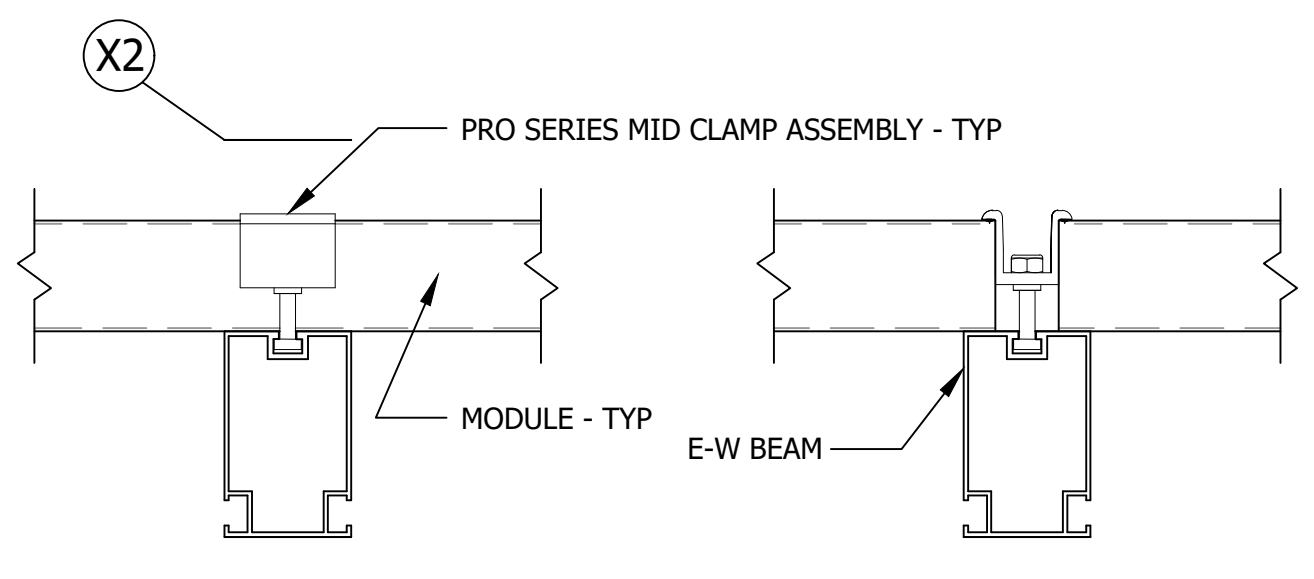 X2
PRO SERIES MID CLAMP ASSEMBLY - TYP
MODULE - TYP
E-W BEAM